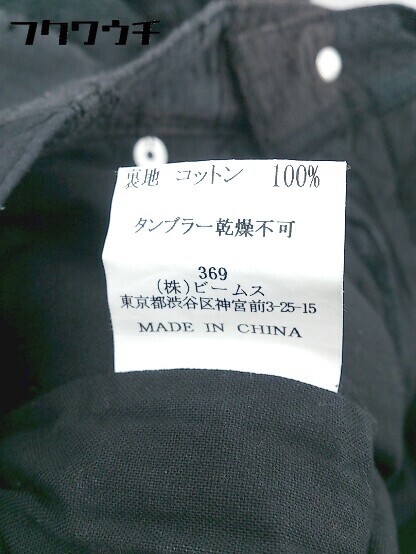 フクワウチ
裏地 コットン 100%
タンブラー乾燥不可
369
(株)ビームス
東京都渋谷区神宮前3-25-15
MADE IN CHINA